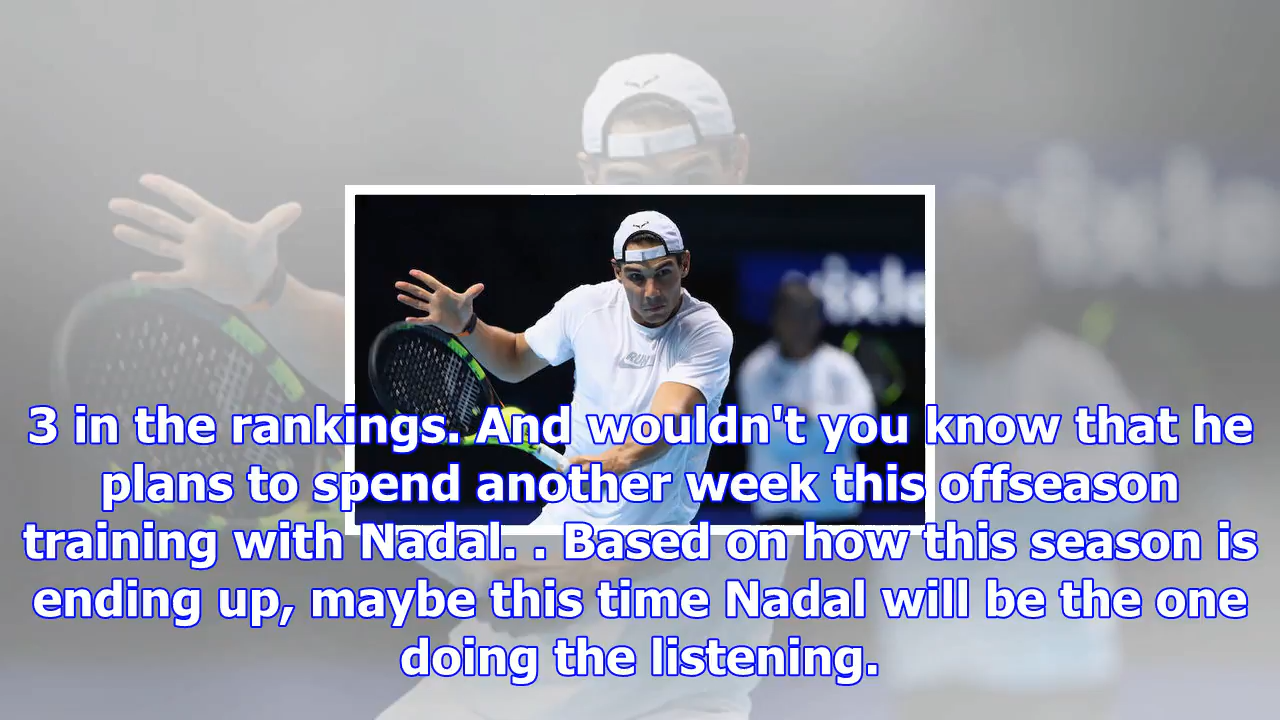 3 in the rankings. And wouldn't you know that he
plans to spend another week this offseason
training with Nadal. . Based on how this season is
ending up, maybe this time Nadal will be the one
doing the listening.